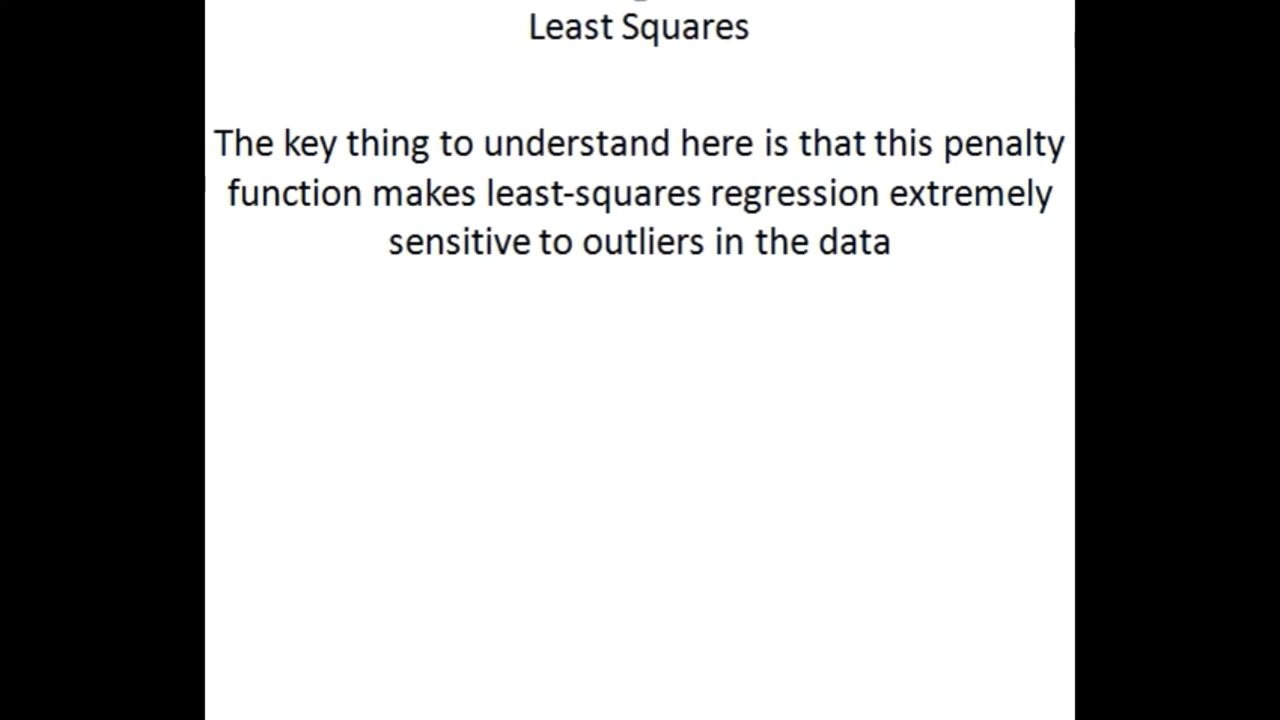 Least Squares
The key thing to understand here is that this penalty
function makes least-squares regression extremely
sensitive to outliers in the data